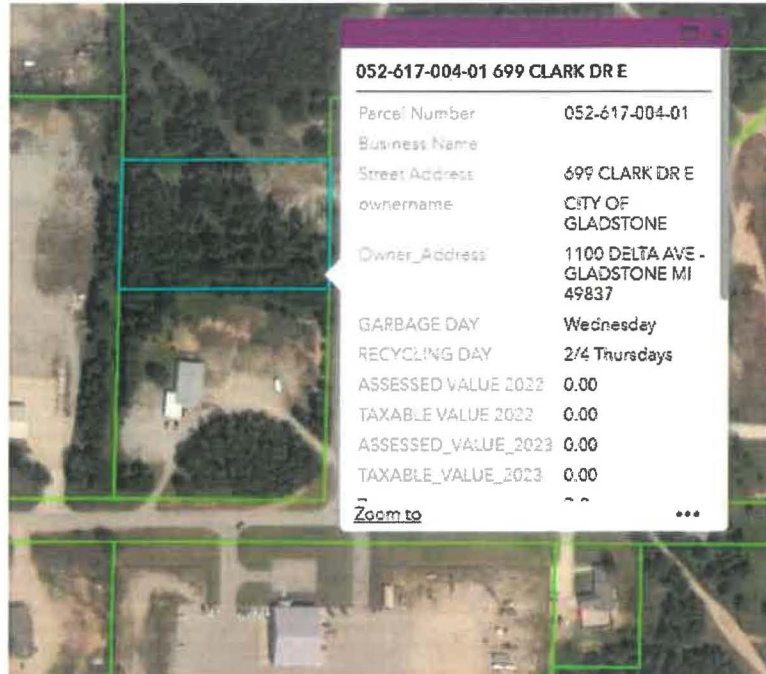 052-617-004-01 699 CLARK DR E
Parcel Number 052-617-004-01
Business Name
Street Address 699 CLARK DR E
ownername CITY OF
GLADSTONE
Owner_Address 1100 DELTA AVE -
GLADSTONE MI
49837
GARBAGE DAY Wednesday
RECYCLING DAY 2/4 Thursdays
ASSESSED VALUE 2022 0.00
TAXABLE VALUE 2022 0.00
ASSESSED_VALUE_2023 0.00
TAXABLE_VALUE_2023 0.00
Zoom to